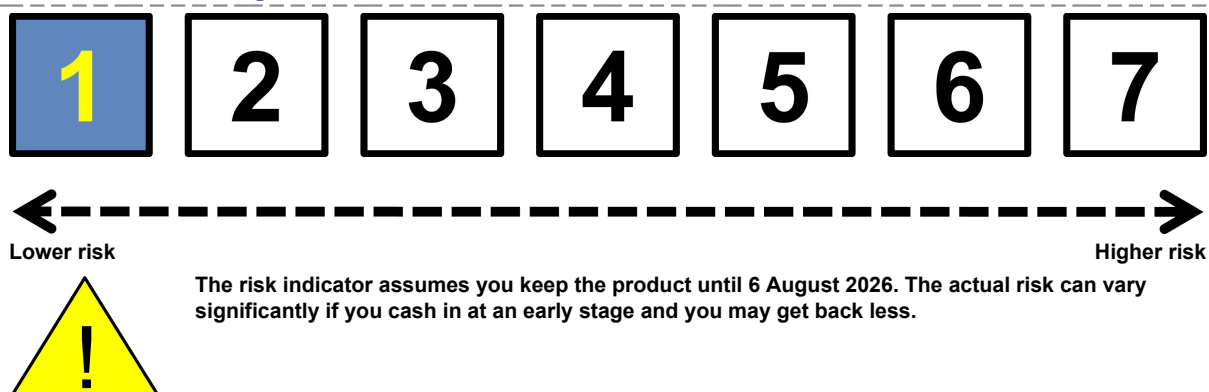 1 2 3 4 5 6 7
Lower risk Higher risk
The risk indicator assumes you keep the product until 6 August 2026. The actual risk can vary
significantly if you cash in at an early stage and you may get back less.
!